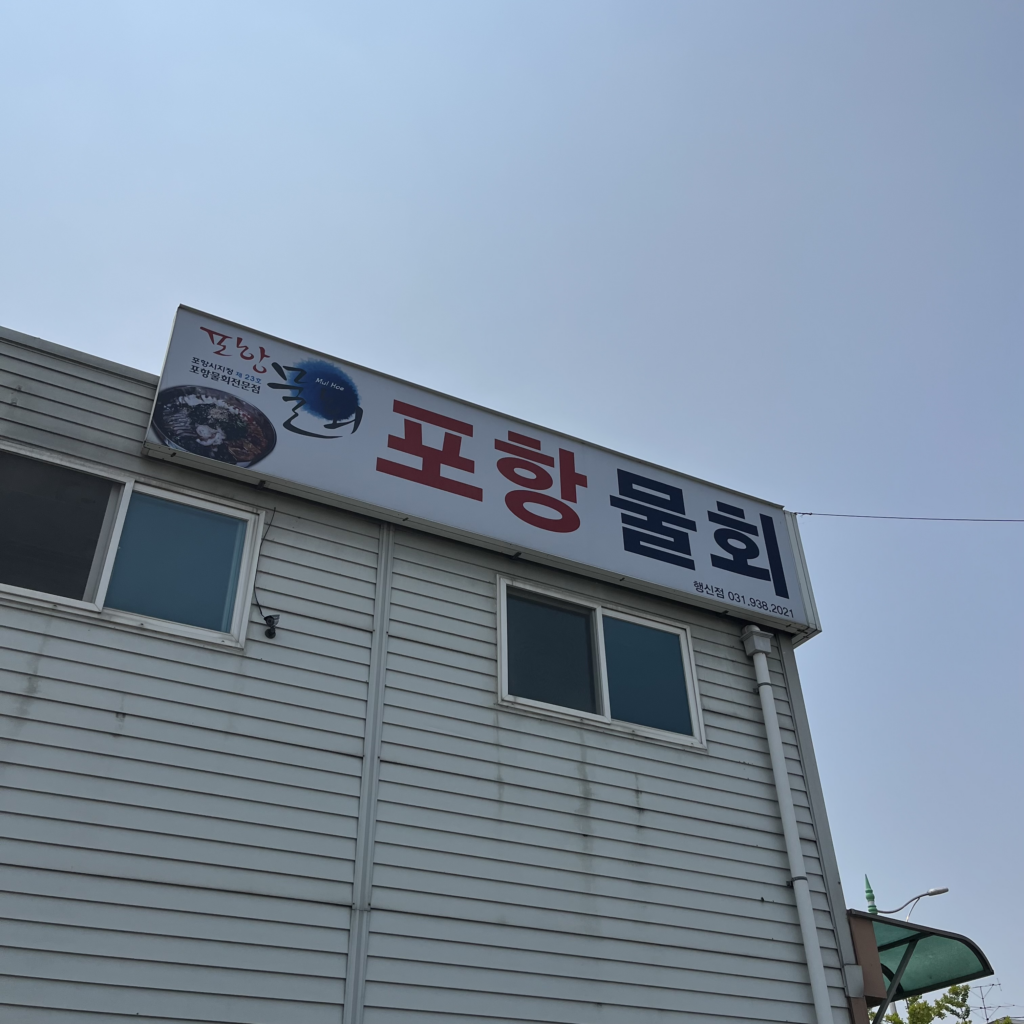 포항
물회
Mul Hoe
포항시지정 제 23호
포항물회전문점
포항 물회
행신점 031.938.2021